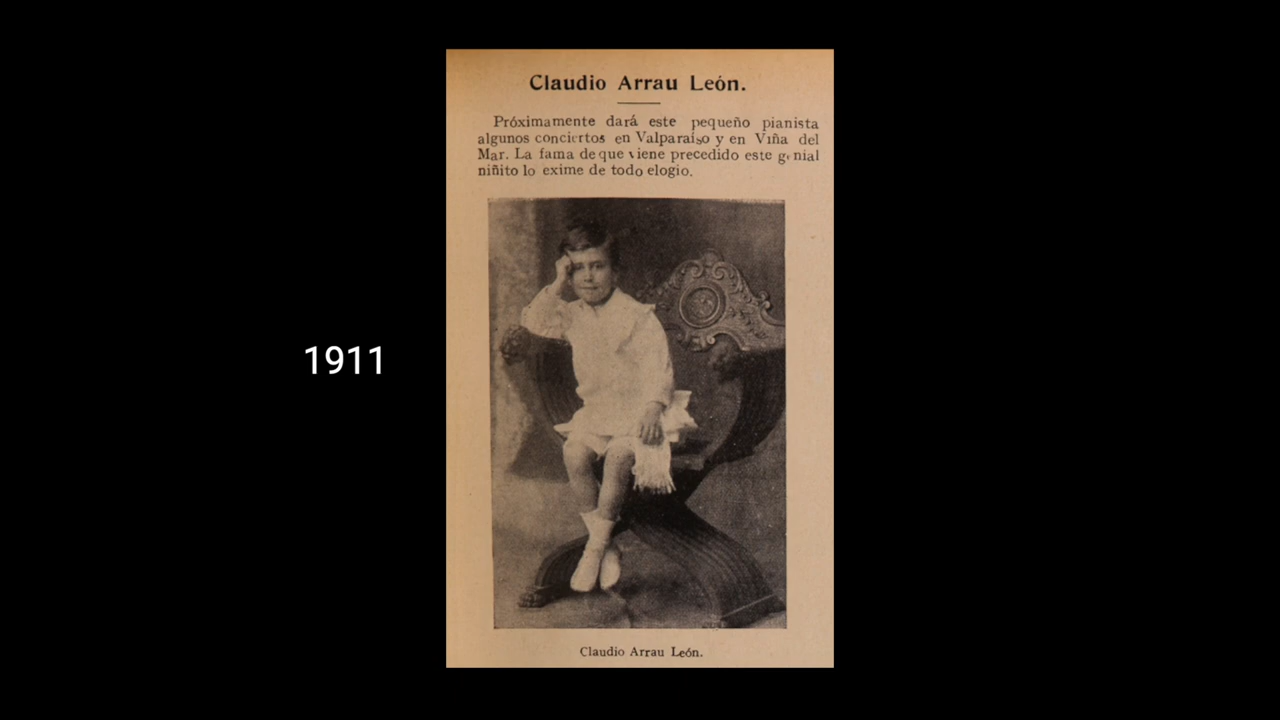 Claudio Arrau León.
Próximamente dará este pequeño pianista
algunos conciertos en Valparaíso y en Viña del
Mar. La fama de que viene precedido este genial
niñito lo exime de todo elogio.
1911
Claudio Arrau León.